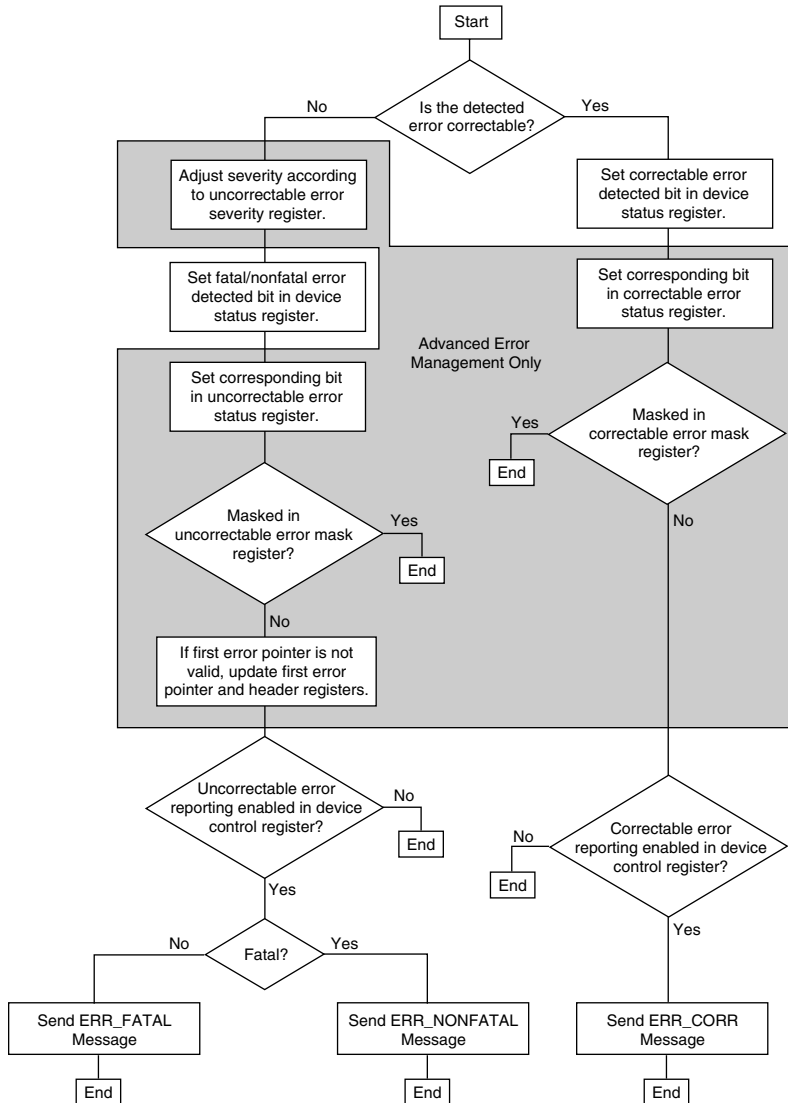 Start
Is the detected
error correctable?
No
Yes
Adjust severity according
to uncorrectable error
severity register.
Set correctable error
detected bit in device
status register.
Set fatal/nonfatal error
detected bit in device
status register.
Set corresponding bit
in correctable error
status register.
Advanced Error
Management Only
Set corresponding bit
in uncorrectable error
status register.
Masked in
correctable error mask
register?
Yes
End
No
Masked in
uncorrectable error mask
register?
Yes
End
No
If first error pointer is not
valid, update first error
pointer and header registers.
Uncorrectable error
reporting enabled in device
control register?
No
End
Yes
Correctable error
reporting enabled in device
control register?
No
End
Yes
Fatal?
No
Yes
Send ERR_FATAL
Message
Send ERR_NONFATAL
Message
Send ERR_CORR
Message
End
End
End